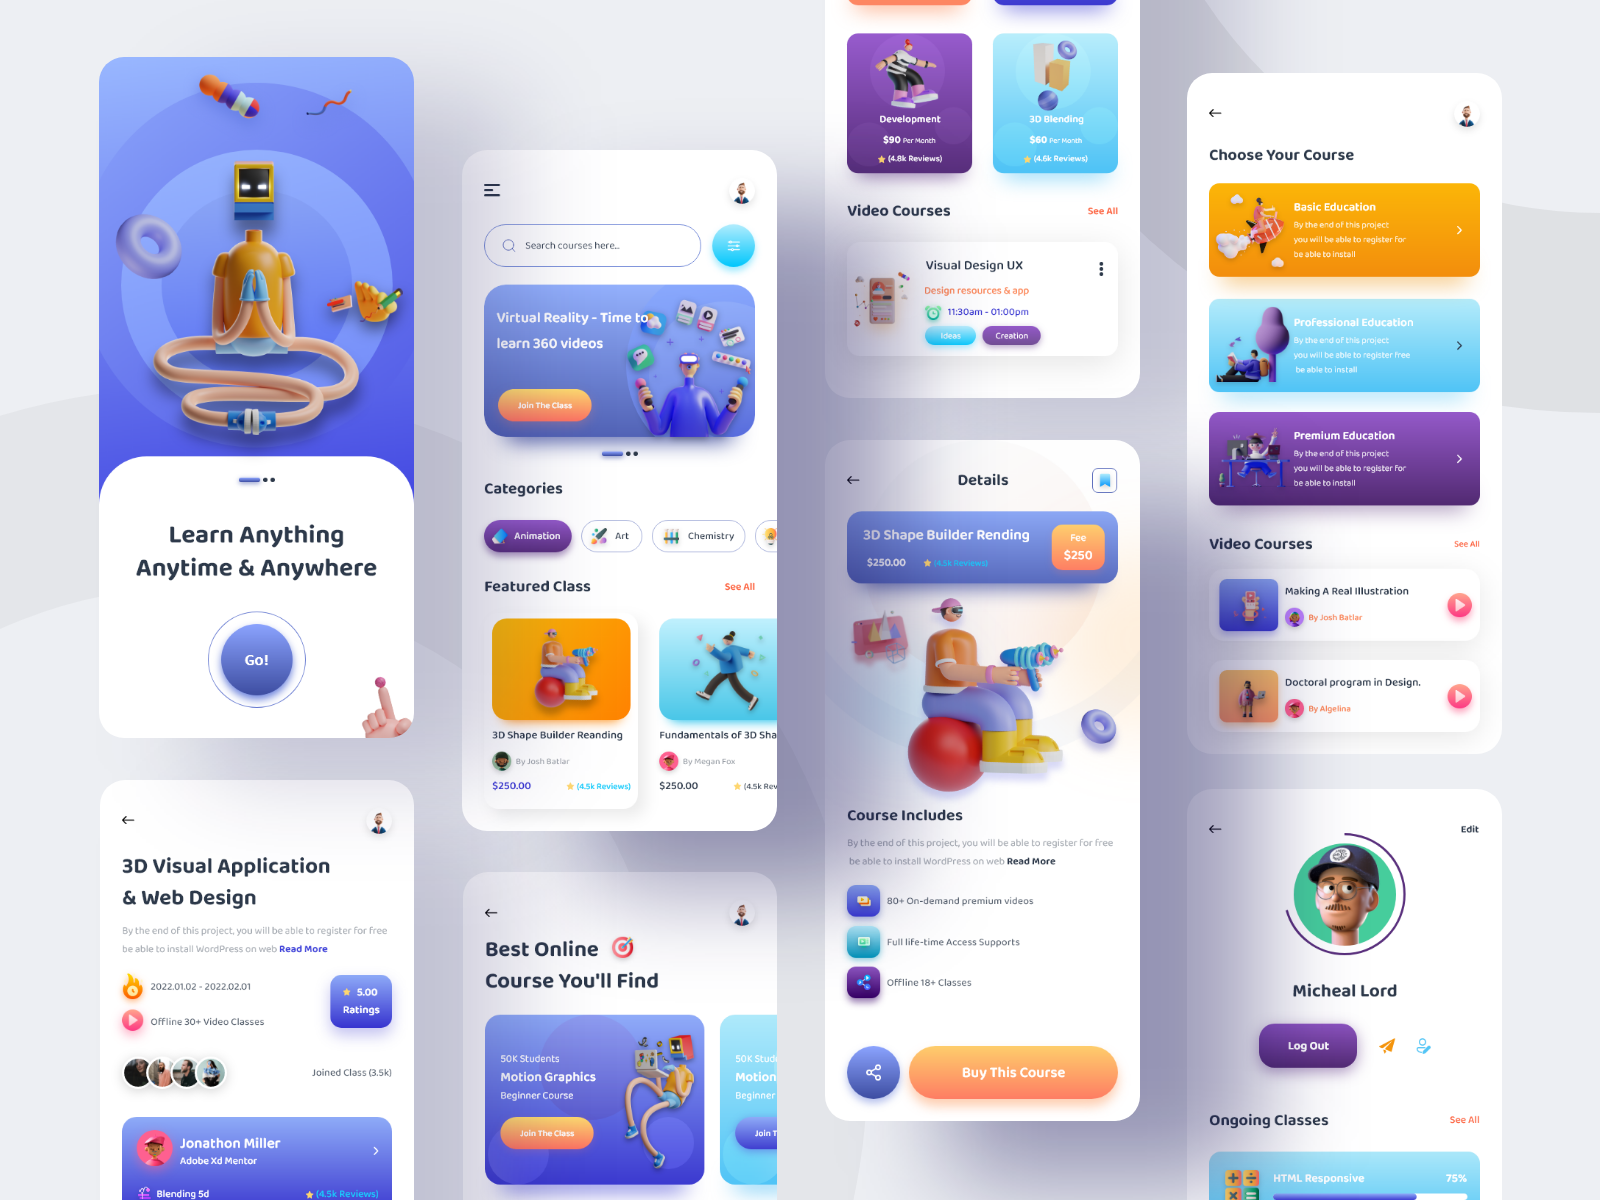 Learn Anything
Anytime & Anywhere
Go!
3D Visual Application
& Web Design
By the end of this project, you will be able to register for free
be able to install WordPress on web Read More
2022.01.02 - 2022.02.01
Offline 30+ Video Classes
5.00
Ratings
Joined Class (3.5k)
Jonathon Miller
Adobe Xd Mentor
Blending 5d
(4.5k Reviews)
Search courses here...
Virtual Reality - Time to
learn 360 videos
Join The Class
Categories
Animation
Art
Chemistry
Featured Class
See All
3D Shape Builder Reanding
By Josh Batlar
$250.00
(4.5k Reviews)
Fundamentals of 3D Sha
By Megan Fox
$250.00
(4.5k Rev
Best Online
Course You'll Find
50K Students
Motion Graphics
Beginner Course
Join The Class
50K Stude
Motion
Beginner
Join T
Development
$90 Per Month
(4.8k Reviews)
3D Blending
$60 Per Month
(4.6k Reviews)
Video Courses
See All
Visual Design UX
Design resources & app
11:30am - 01:00pm
Ideas
Creation
Details
3D Shape Builder Rending
$250.00
(4.5k Reviews)
Fee
$250
Course Includes
By the end of this project, you will be able to register for free
be able to install WordPress on web Read More
80+ On-demand premium videos
Full life-time Access Supports
Offline 18+ Classes
Buy This Course
Choose Your Course
Basic Education
By the end of this project
you will be able to register for
be able to install
Professional Education
By the end of this project
you will be able to register free
be able to install
Premium Education
By the end of this project
you will be able to register for
be able to install
Video Courses
See All
Making A Real Illustration
By Josh Batlar
Doctoral program in Design.
By Algelina
Edit
Micheal Lord
Log Out
Ongoing Classes
See All
HTML Responsive
75%